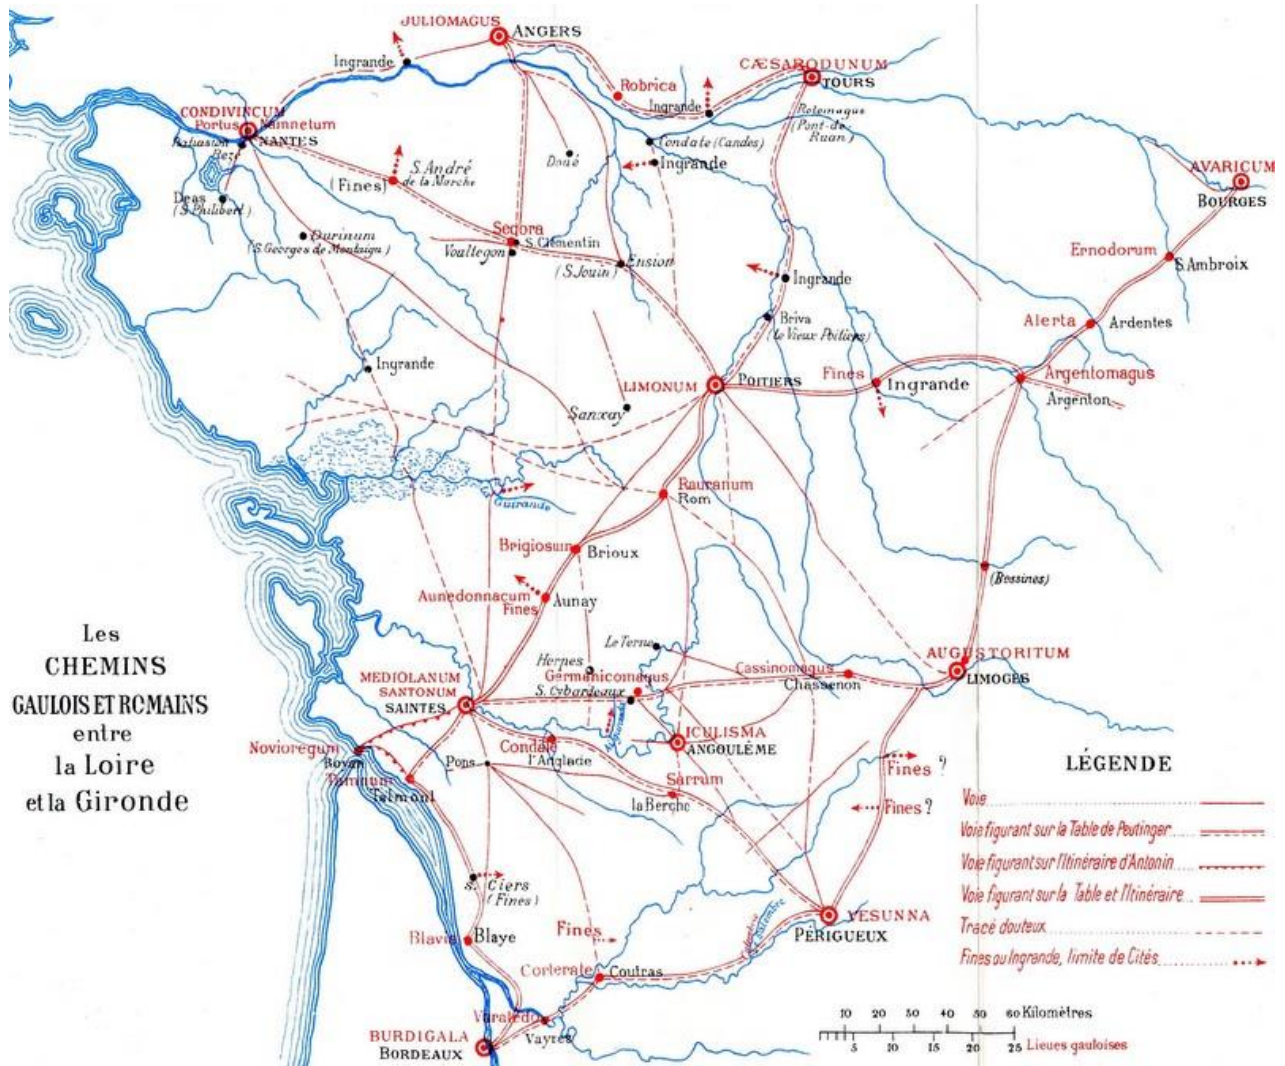 JULIOMAGUS
ANGERS
Ingrande
Robrica
Ingrande
CÆSARODUNUM
TOURS
Rotomagus
(Pont-de
Ruan)
CONDIVINCUM
Portus Namnetum
NANTES
Rezé
Deas
(S. Philibert)
(Fines)
S. André
de la Marche
Doué
Condate (Candes)
Ingrande
AVARICUM
BOURGES
Durinum
(S. Georges de Montaigu)
Segora
S. Clémentin
Voultegon
Ension
(S. Jouin)
Ernodorum
S. Ambroix
Ingrande
Briva
(le Vieux Poitiers)
Alerta
Ardentes
Ingrande
LIMONUM
POITIERS
Fines
Ingrande
Argentomagus
Argenton
Sanxay
Guirande
Rauranum
Rom
Brigiosum
Brioux
(Bessines)
Aunedonnacum
Fines
Aunay
Le Terne
Herpes
Germanicomagus
S. Cybardeaux
Cassinomagus
Chassenon
AUGUSTORITUM
LIMOGES
MEDIOLANUM
SANTONUM
SAINTES
Novioregum
Royan
Tamnum
Talmont
Condate
l'Anglade
Pons
ICULISMA
ANGOULÊME
Sarrum
la Berche
Fines ?
Fines ?
S. Ciers
(Fines)
Blavia
Blaye
Fines
VESUNNA
PÉRIGUEUX
Corterate
Coutras
Varatedo
Vayres
BURDIGALA
BORDEAUX
Les
CHEMINS
GAULOIS ET ROMAINS
entre
la Loire
et la Gironde
LÉGENDE
Voie
Voie figurant sur la Table de Peutinger
Voie figurant sur l'Itinéraire d'Antonin
Voie figurant sur la Table et l'Itinéraire
Tracé douteux
Fines ou Ingrande, limite de Cités
10 20 30 40 50 60 Kilomètres
5 10 15 20 25 Lieues gauloises